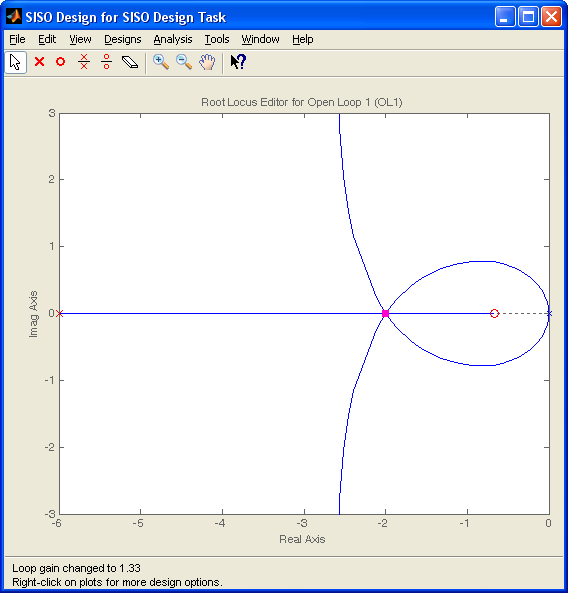 SISO Design for SISO Design Task
File Edit View Designs Analysis Tools Window Help
Root Locus Editor for Open Loop 1 (OL1)
3
2
1
0
-1
-2
-3
Imag Axis
-6 -5 -4 -3 -2 -1 0
Real Axis
Loop gain changed to 1.33
Right-click on plots for more design options.